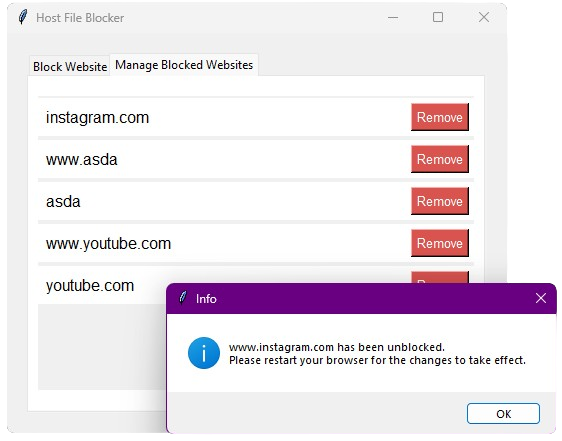 Host File Blocker
Block Website
Manage Blocked Websites
instagram.com
Remove
www.asda
Remove
asda
Remove
www.youtube.com
Remove
youtube.com
Remove
Info
www.instagram.com has been unblocked.
Please restart your browser for the changes to take effect.
OK